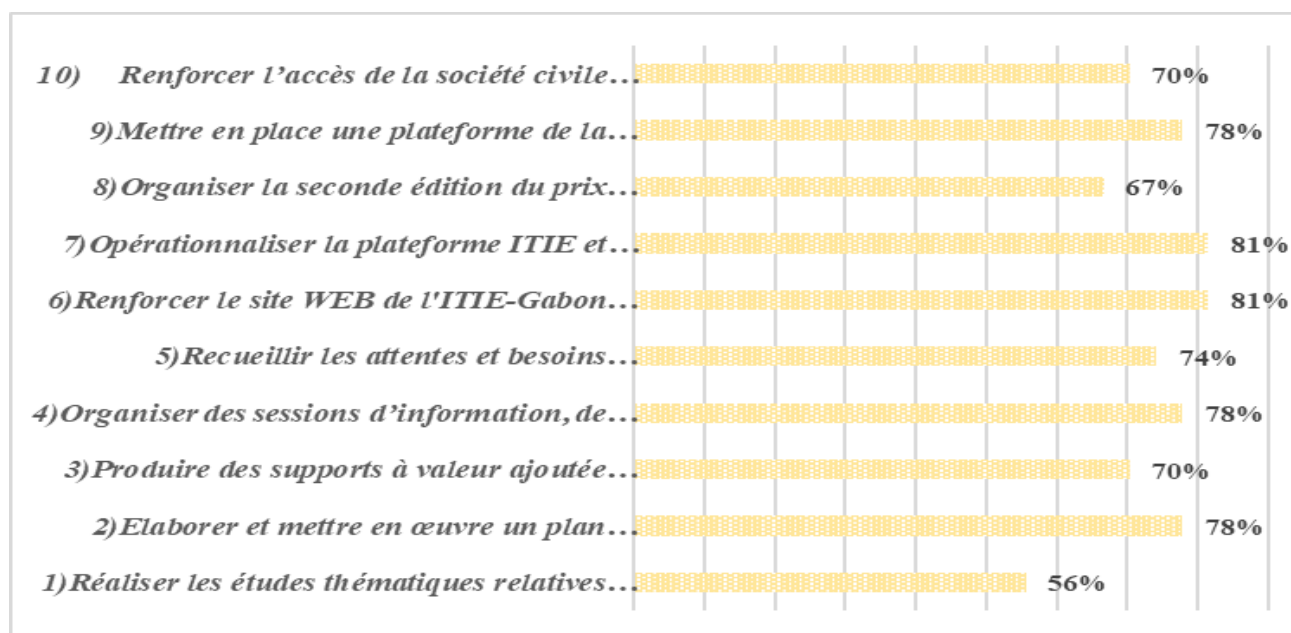 10) Renforcer l’accès de la société civile… 70%
9)Mettre en place une plateforme de la… 78%
8)Organiser la seconde édition du prix… 67%
7)Opérationnaliser la plateforme ITIE et… 81%
6)Renforcer le site WEB de l'ITIE-Gabon… 81%
5)Recueillir les attentes et besoins… 74%
4)Organiser des sessions d’information, de… 78%
3)Produire des supports à valeur ajoutée… 70%
2)Elaborer et mettre en œuvre un plan… 78%
1)Réaliser les études thématiques relatives… 56%